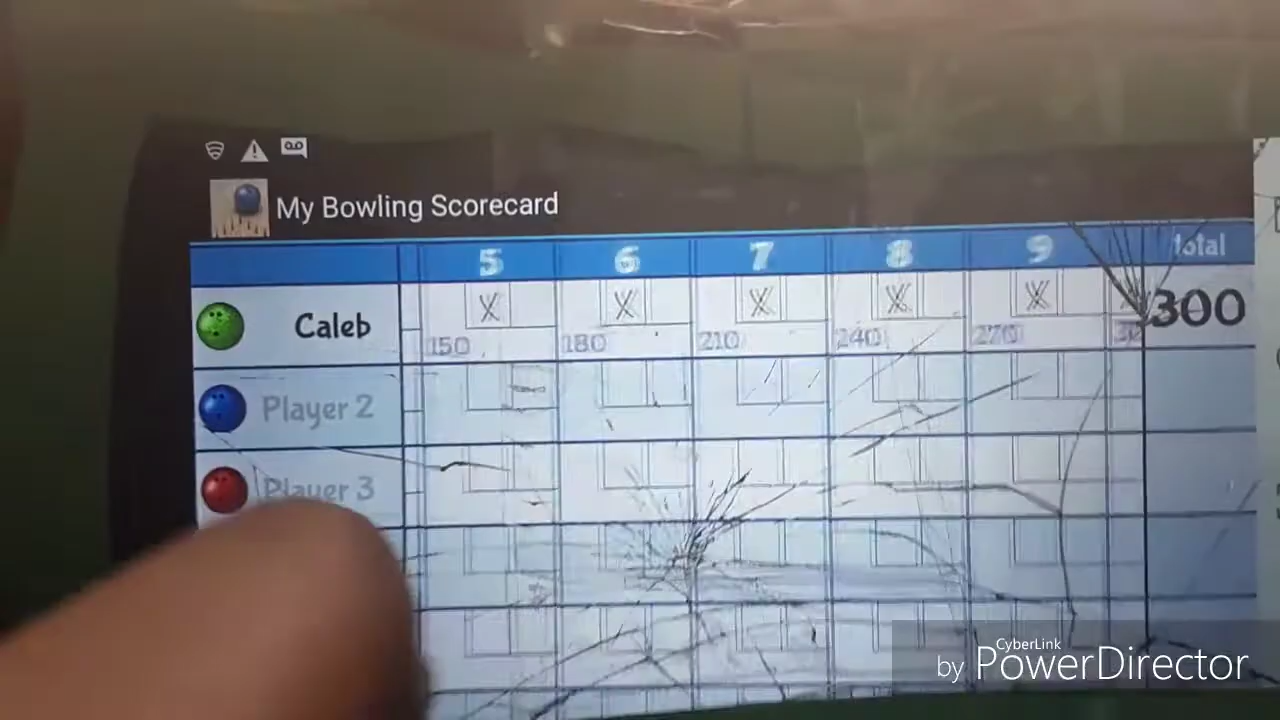 My Bowling Scorecard
5 6 7 8 9 total
Caleb X X X X X 300
150 180 210 240 270
Player 2
Player 3
CyberLink
by PowerDirector